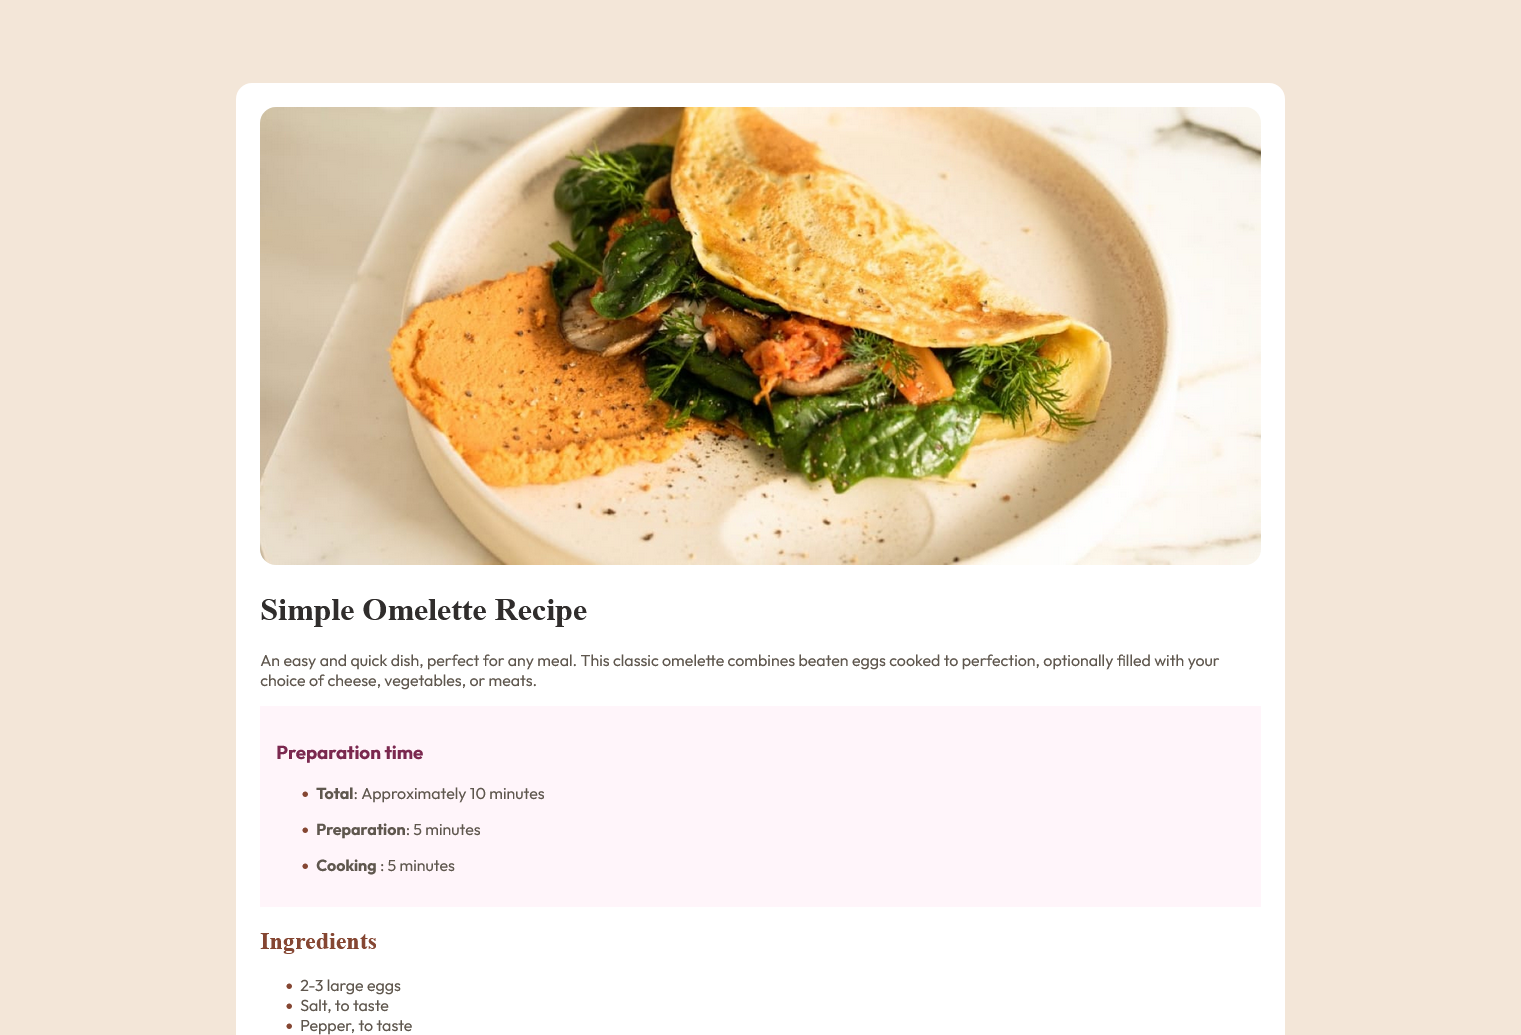 Simple Omelette Recipe
An easy and quick dish, perfect for any meal. This classic omelette combines beaten eggs cooked to perfection, optionally filled with your
choice of cheese, vegetables, or meats.
Preparation time
• Total: Approximately 10 minutes
• Preparation: 5 minutes
• Cooking : 5 minutes
Ingredients
• 2-3 large eggs
• Salt, to taste
• Pepper, to taste